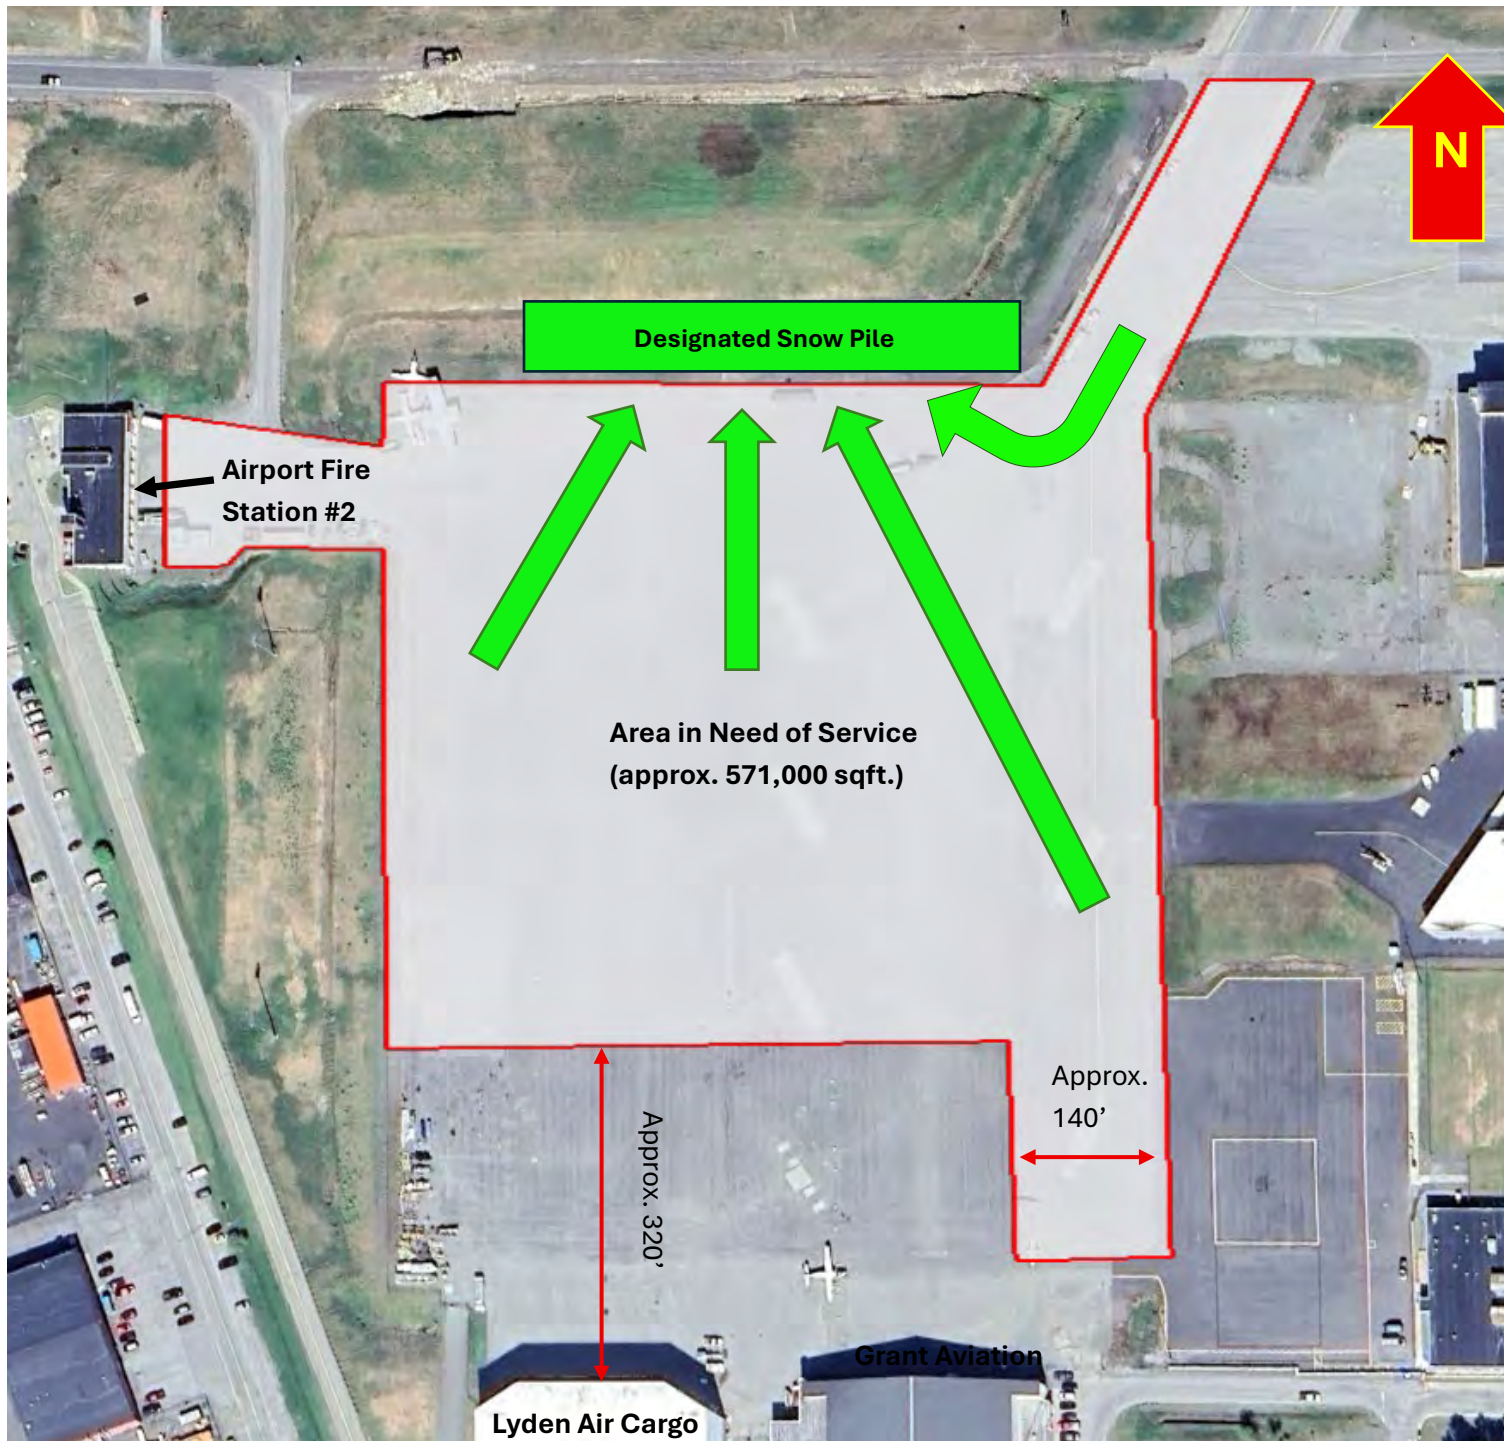 N
Designated Snow Pile
Airport Fire
Station #2
Area in Need of Service
(approx. 571,000 sqft.)
Approx.
140’
Approx. 320’
Grant Aviation
Lyden Air Cargo